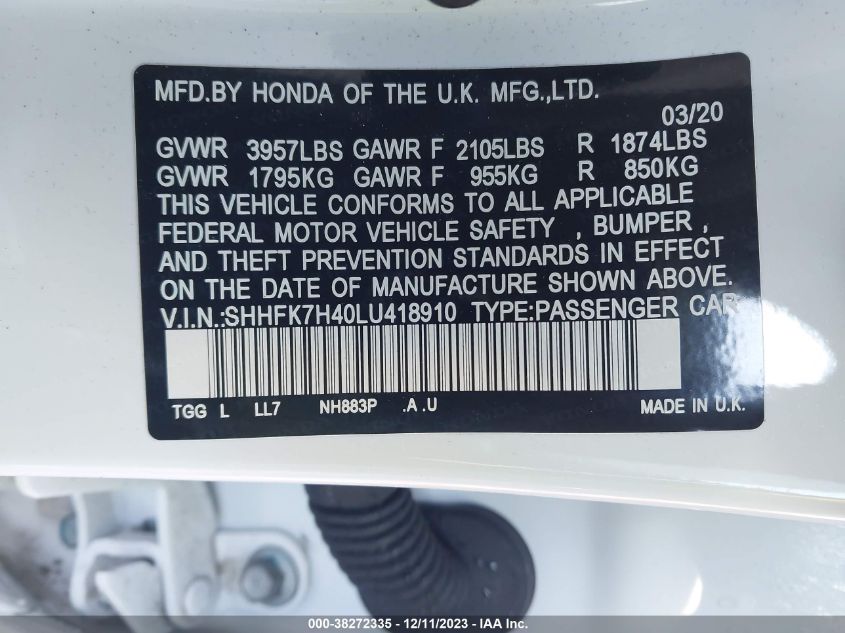 MFD.BY HONDA OF THE U.K. MFG.,LTD.
03/20
GVWR 3957LBS GAWR F 2105LBS R 1874LBS
GVWR 1795KG GAWR F 955KG R 850KG
THIS VEHICLE CONFORMS TO ALL APPLICABLE
FEDERAL MOTOR VEHICLE SAFETY , BUMPER ,
AND THEFT PREVENTION STANDARDS IN EFFECT
ON THE DATE OF MANUFACTURE SHOWN ABOVE.
V.I.N.:SHHFK7H40LU418910 TYPE:PASSENGER CAR
TGG L LL7 NH883P .A .U MADE IN U.K.
000-38272335 - 12/11/2023 - IAA Inc.